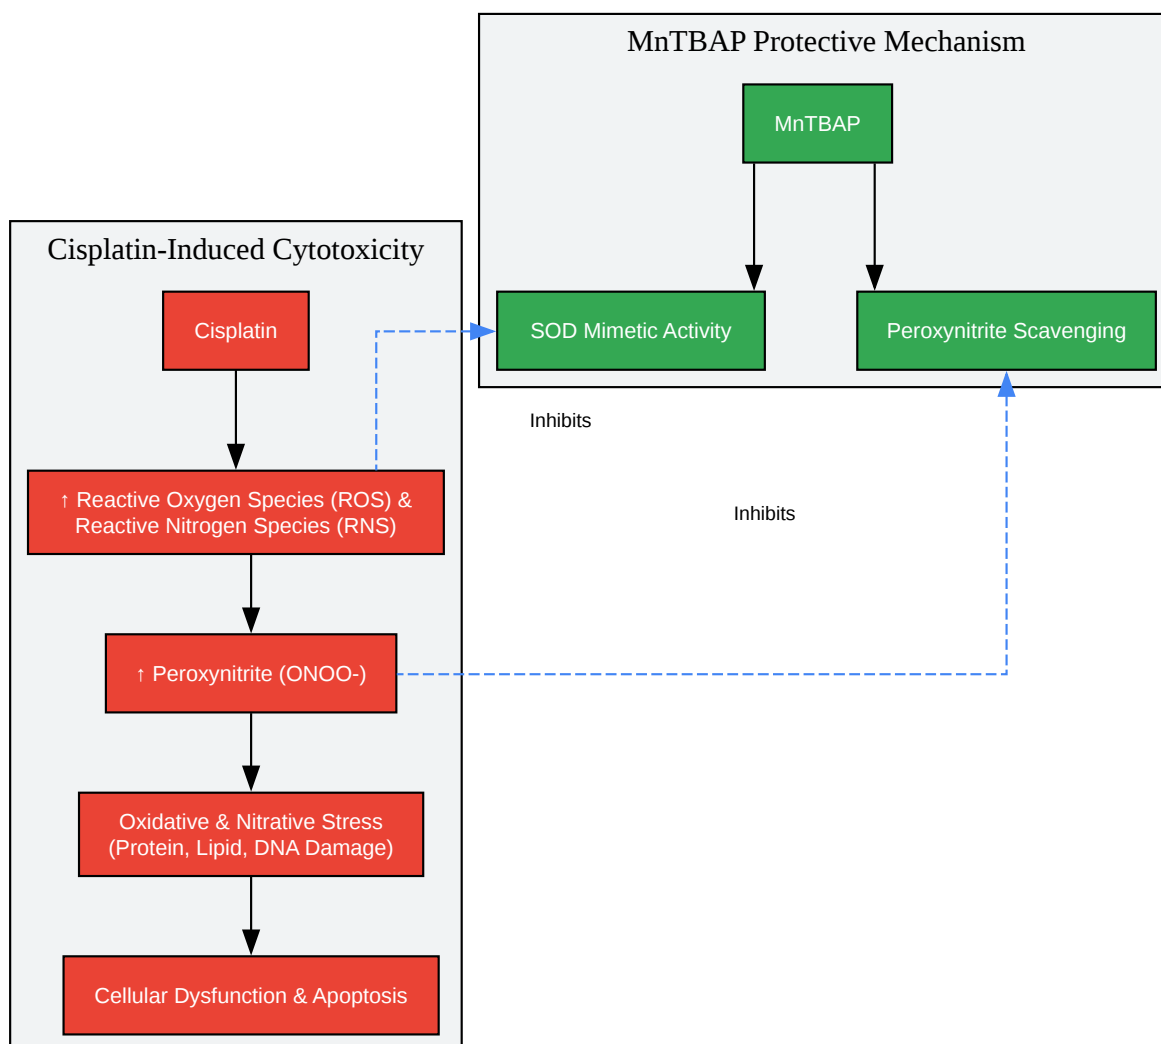 MnTBAP Protective Mechanism
MnTBAP
Cisplatin-Induced Cytotoxicity
Cisplatin
SOD Mimetic Activity
Peroxynitrite Scavenging
Inhibits
↑ Reactive Oxygen Species (ROS) &
Reactive Nitrogen Species (RNS)
Inhibits
↑ Peroxynitrite (ONOO-)
Oxidative & Nitrative Stress
(Protein, Lipid, DNA Damage)
Cellular Dysfunction & Apoptosis